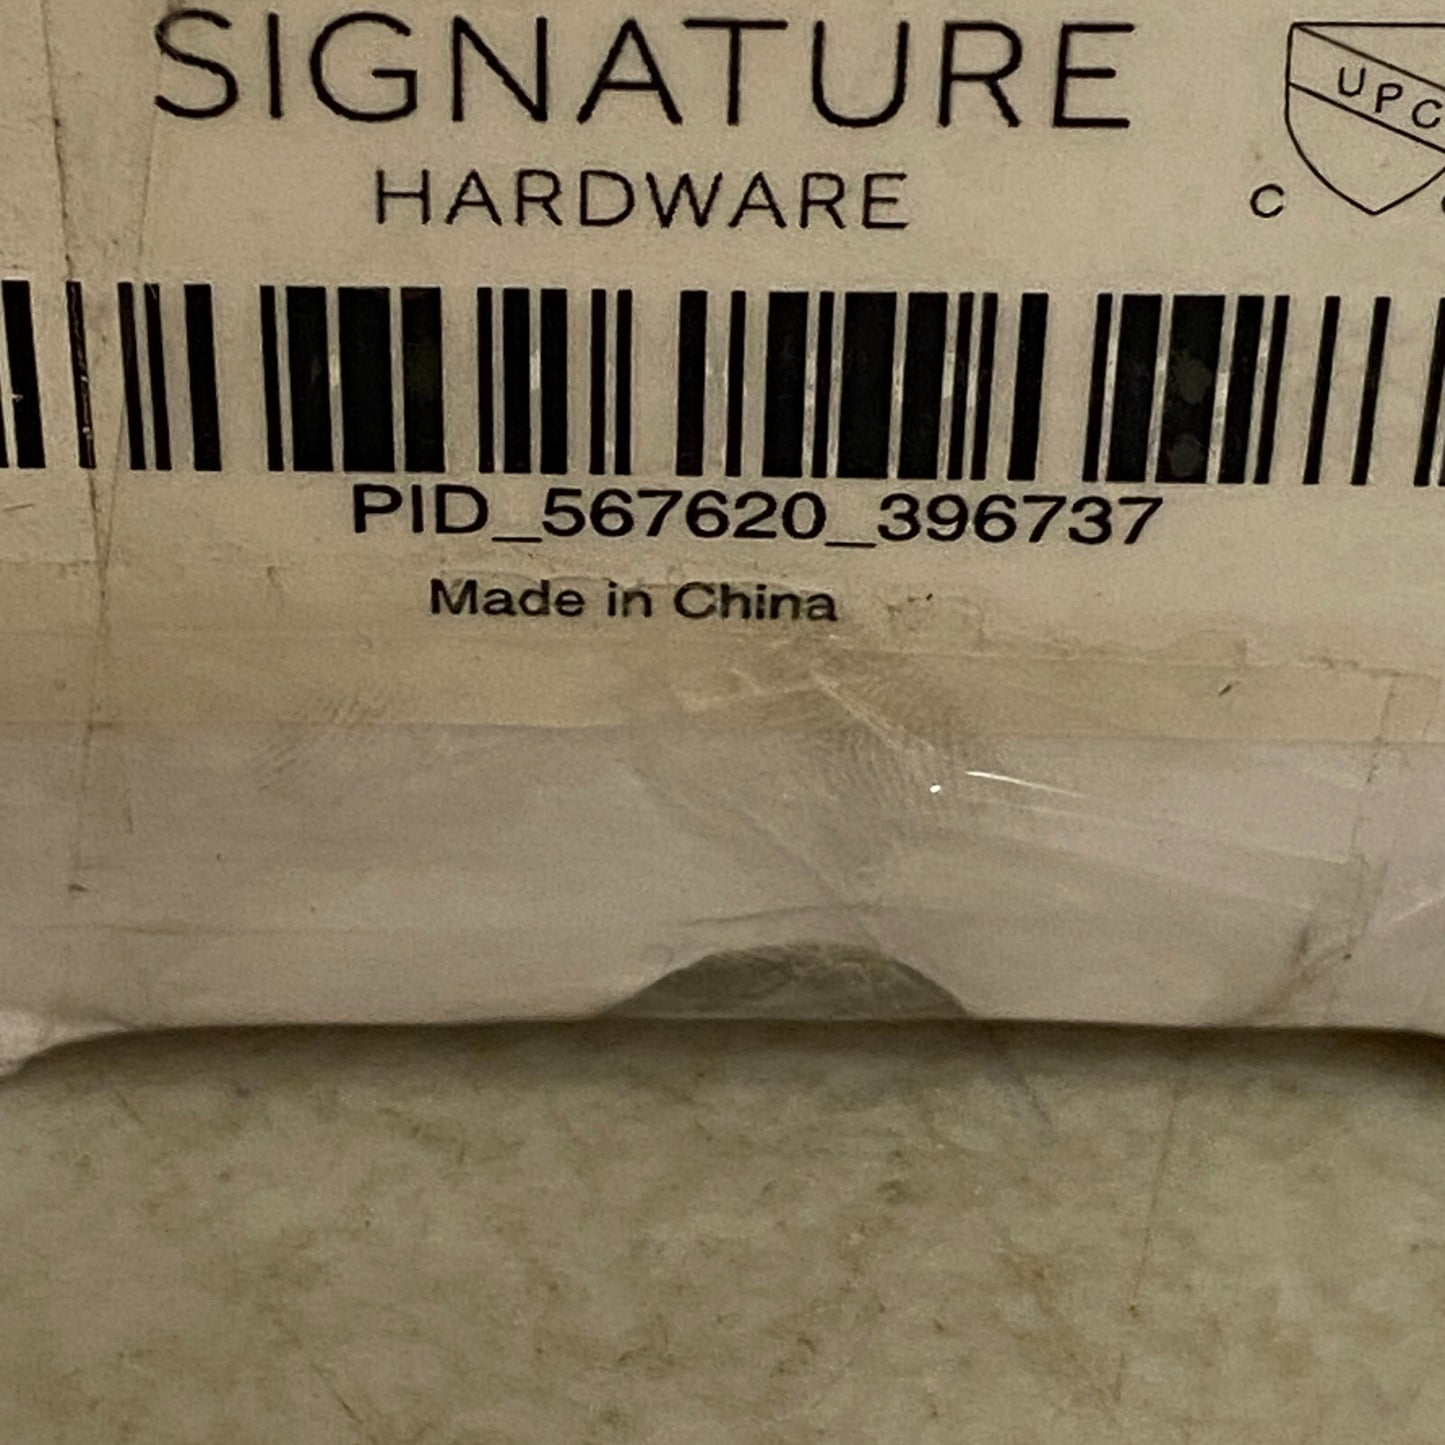 SIGNATURE
HARDWARE
UPC
C
PID_567620_396737
Made in China